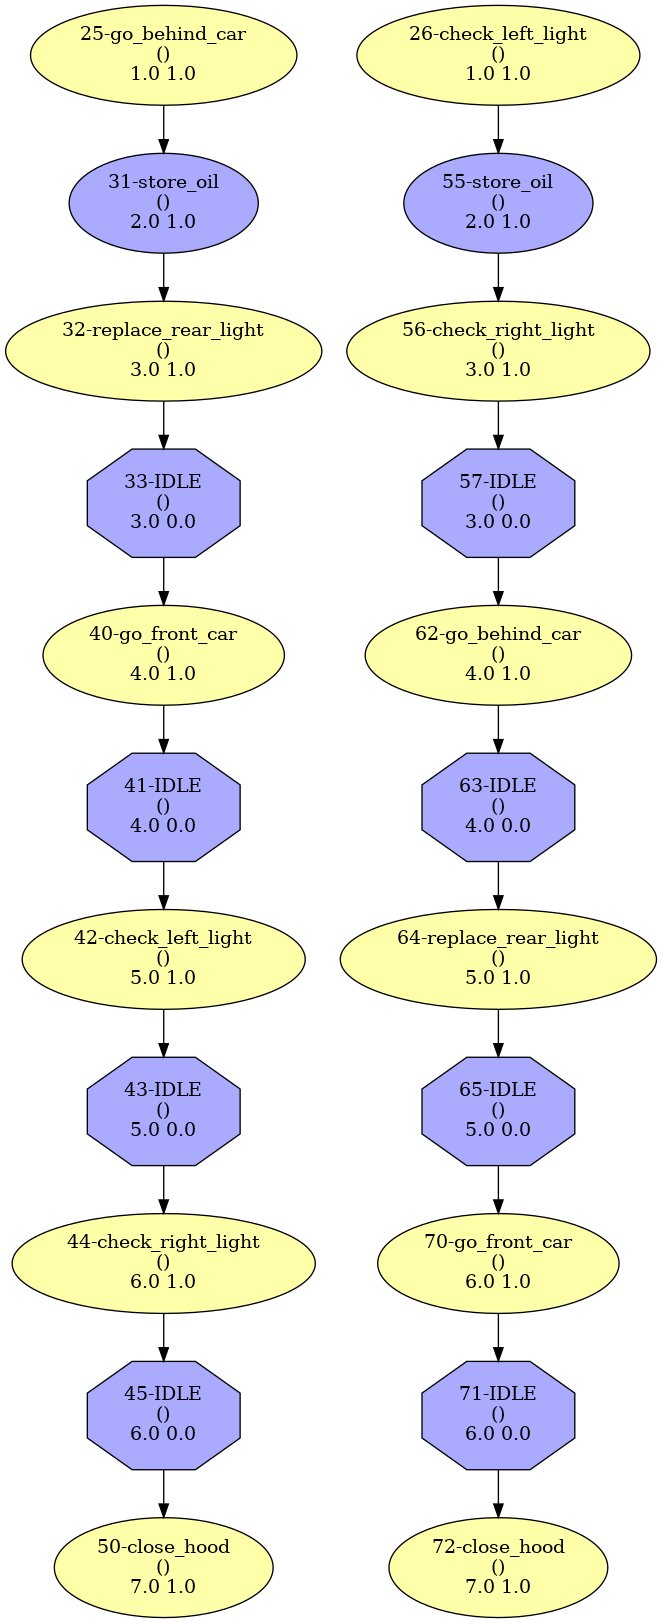 25-go_behind_car
()
1.0 1.0
31-store_oil
()
2.0 1.0
32-replace_rear_light
()
3.0 1.0
33-IDLE
()
3.0 0.0
40-go_front_car
()
4.0 1.0
41-IDLE
()
4.0 0.0
42-check_left_light
()
5.0 1.0
43-IDLE
()
5.0 0.0
44-check_right_light
()
6.0 1.0
45-IDLE
()
6.0 0.0
50-close_hood
()
7.0 1.0
26-check_left_light
()
1.0 1.0
55-store_oil
()
2.0 1.0
56-check_right_light
()
3.0 1.0
57-IDLE
()
3.0 0.0
62-go_behind_car
()
4.0 1.0
63-IDLE
()
4.0 0.0
64-replace_rear_light
()
5.0 1.0
65-IDLE
()
5.0 0.0
70-go_front_car
()
6.0 1.0
71-IDLE
()
6.0 0.0
72-close_hood
()
7.0 1.0